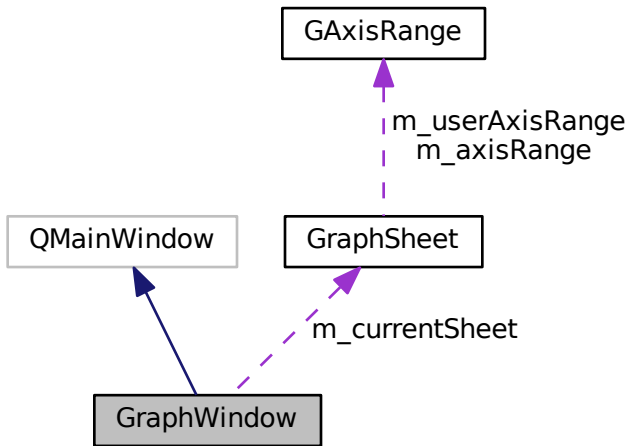 GAxisRange
m_userAxisRange
m_axisRange
QMainWindow
GraphSheet
m_currentSheet
GraphWindow